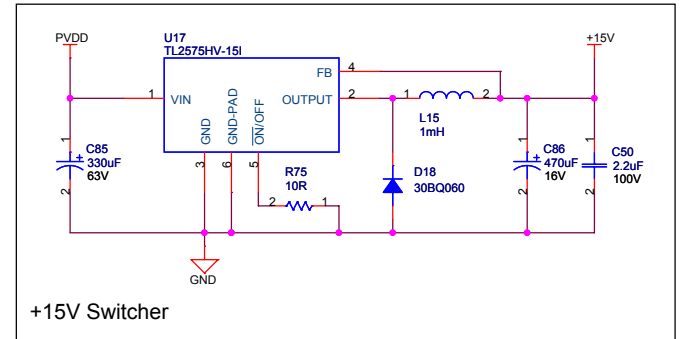 PVDD
U17
TL2575HV-15I
+15V
FB
4
1
VIN
OUTPUT
2
1
2
L15
1mH
GND
GND-PAD
ON/OFF
3
6
5
1
+
C85
330uF
63V
2
R75
10R
2
1
D18
30BQ060
1
+
C86
470uF
16V
2
1
C50
2.2uF
100V
2
GND
+15V Switcher